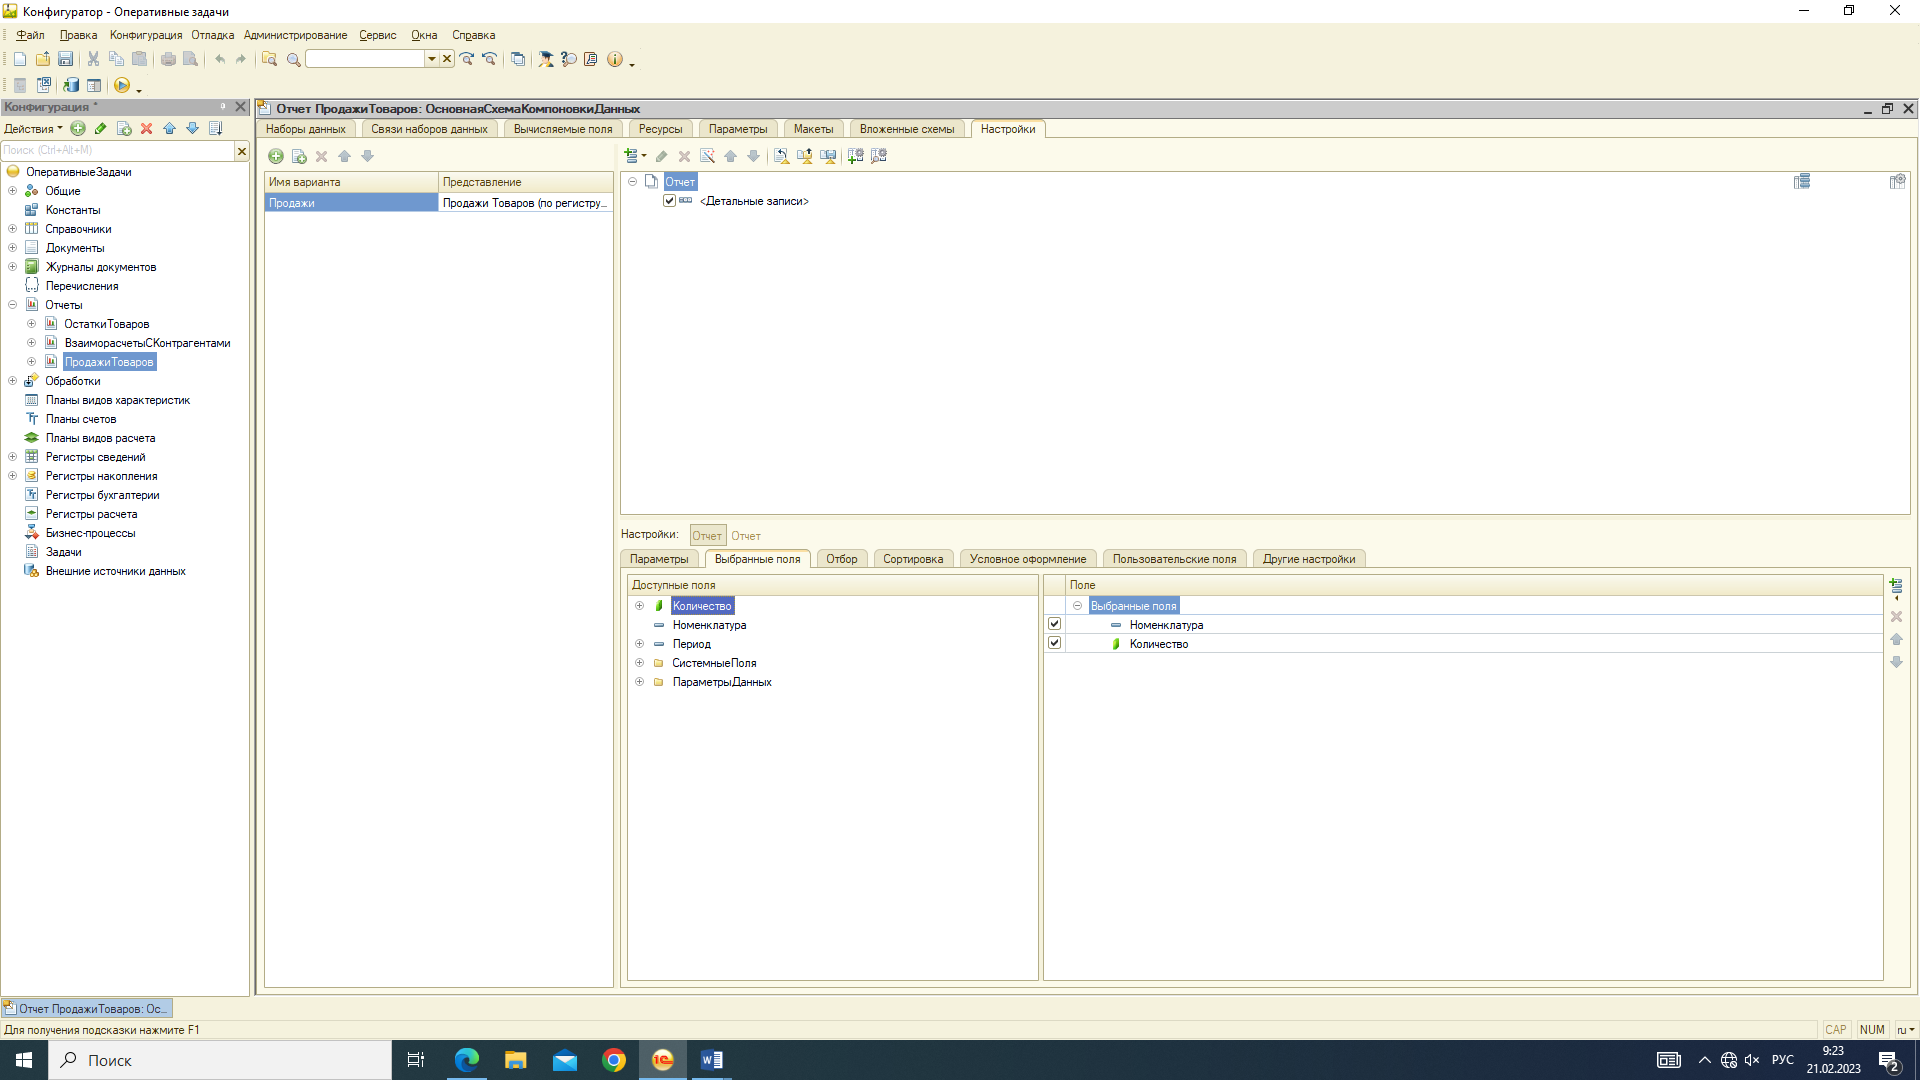 Конфигуратор - Оперативные задачи
Файл Правка Конфигурация Отладка Администрирование Сервис Окна Справка
Конфигурация *
Действия
Поиск (Ctrl+Alt+M)
ОперативныеЗадачи
Общие
Константы
Справочники
Документы
Журналы документов
Перечисления
Отчеты
ОстаткиТоваров
ВзаиморасчетыСКонтрагентами
ПродажиТоваров
Обработки
Планы видов характеристик
Планы счетов
Планы видов расчета
Регистры сведений
Регистры накопления
Регистры бухгалтерии
Регистры расчета
Бизнес-процессы
Задачи
Внешние источники данных
Отчет ПродажиТоваров: ОсновнаяСхемаКомпоновкиДанных
Наборы данных Связи наборов данных Вычисляемые поля Ресурсы Параметры Макеты Вложенные схемы Настройки
Имя варианта Представление
Продажи Продажи Товаров (по регистру...
Отчет
<Детальные записи>
Настройки: Отчет Отчет
Параметры Выбранные поля Отбор Сортировка Условное оформление Пользовательские поля Другие настройки
Доступные поля
Количество
Номенклатура
Период
СистемныеПоля
ПараметрыДанных
Поле
Выбранные поля
Номенклатура
Количество
Отчет ПродажиТоваров: Ос...
Для получения подсказки нажмите F1
CAP NUM ru
Поиск
РУС
9:23
21.02.2023
2